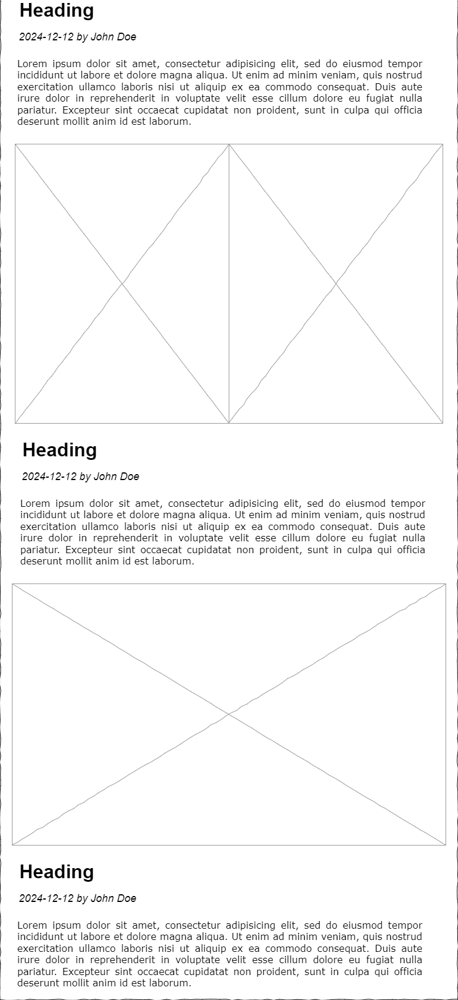 Heading
2024-12-12 by John Doe
Lorem ipsum dolor sit amet, consectetur adipisicing elit, sed do eiusmod tempor
incididunt ut labore et dolore magna aliqua. Ut enim ad minim veniam, quis nostrud
exercitation ullamco laboris nisi ut aliquip ex ea commodo consequat. Duis aute
irure dolor in reprehenderit in voluptate velit esse cillum dolore eu fugiat nulla
pariatur. Excepteur sint occaecat cupidatat non proident, sunt in culpa qui officia
deserunt mollit anim id est laborum.
Heading
2024-12-12 by John Doe
Lorem ipsum dolor sit amet, consectetur adipisicing elit, sed do eiusmod tempor
incididunt ut labore et dolore magna aliqua. Ut enim ad minim veniam, quis nostrud
exercitation ullamco laboris nisi ut aliquip ex ea commodo consequat. Duis aute
irure dolor in reprehenderit in voluptate velit esse cillum dolore eu fugiat nulla
pariatur. Excepteur sint occaecat cupidatat non proident, sunt in culpa qui officia
deserunt mollit anim id est laborum.
Heading
2024-12-12 by John Doe
Lorem ipsum dolor sit amet, consectetur adipisicing elit, sed do eiusmod tempor
incididunt ut labore et dolore magna aliqua. Ut enim ad minim veniam, quis nostrud
exercitation ullamco laboris nisi ut aliquip ex ea commodo consequat. Duis aute
irure dolor in reprehenderit in voluptate velit esse cillum dolore eu fugiat nulla
pariatur. Excepteur sint occaecat cupidatat non proident, sunt in culpa qui officia
deserunt mollit anim id est laborum.